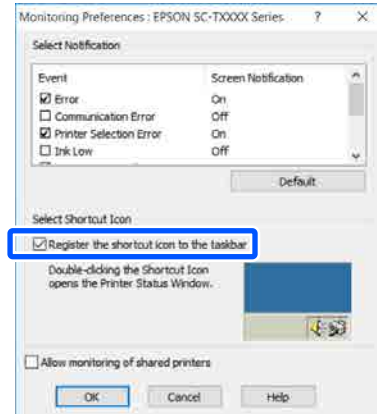 Monitoring Preferences : EPSON SC-TXXXX Series ? ×
Select Notification
Event Screen Notification
Error On
Communication Error Off
Printer Selection Error On
Ink Low Off
Default
Select Shortcut Icon
Register the shortcut icon to the taskbar
Double-clicking the Shortcut Icon
opens the Printer Status Window.
Allow monitoring of shared printers
OK Cancel Help